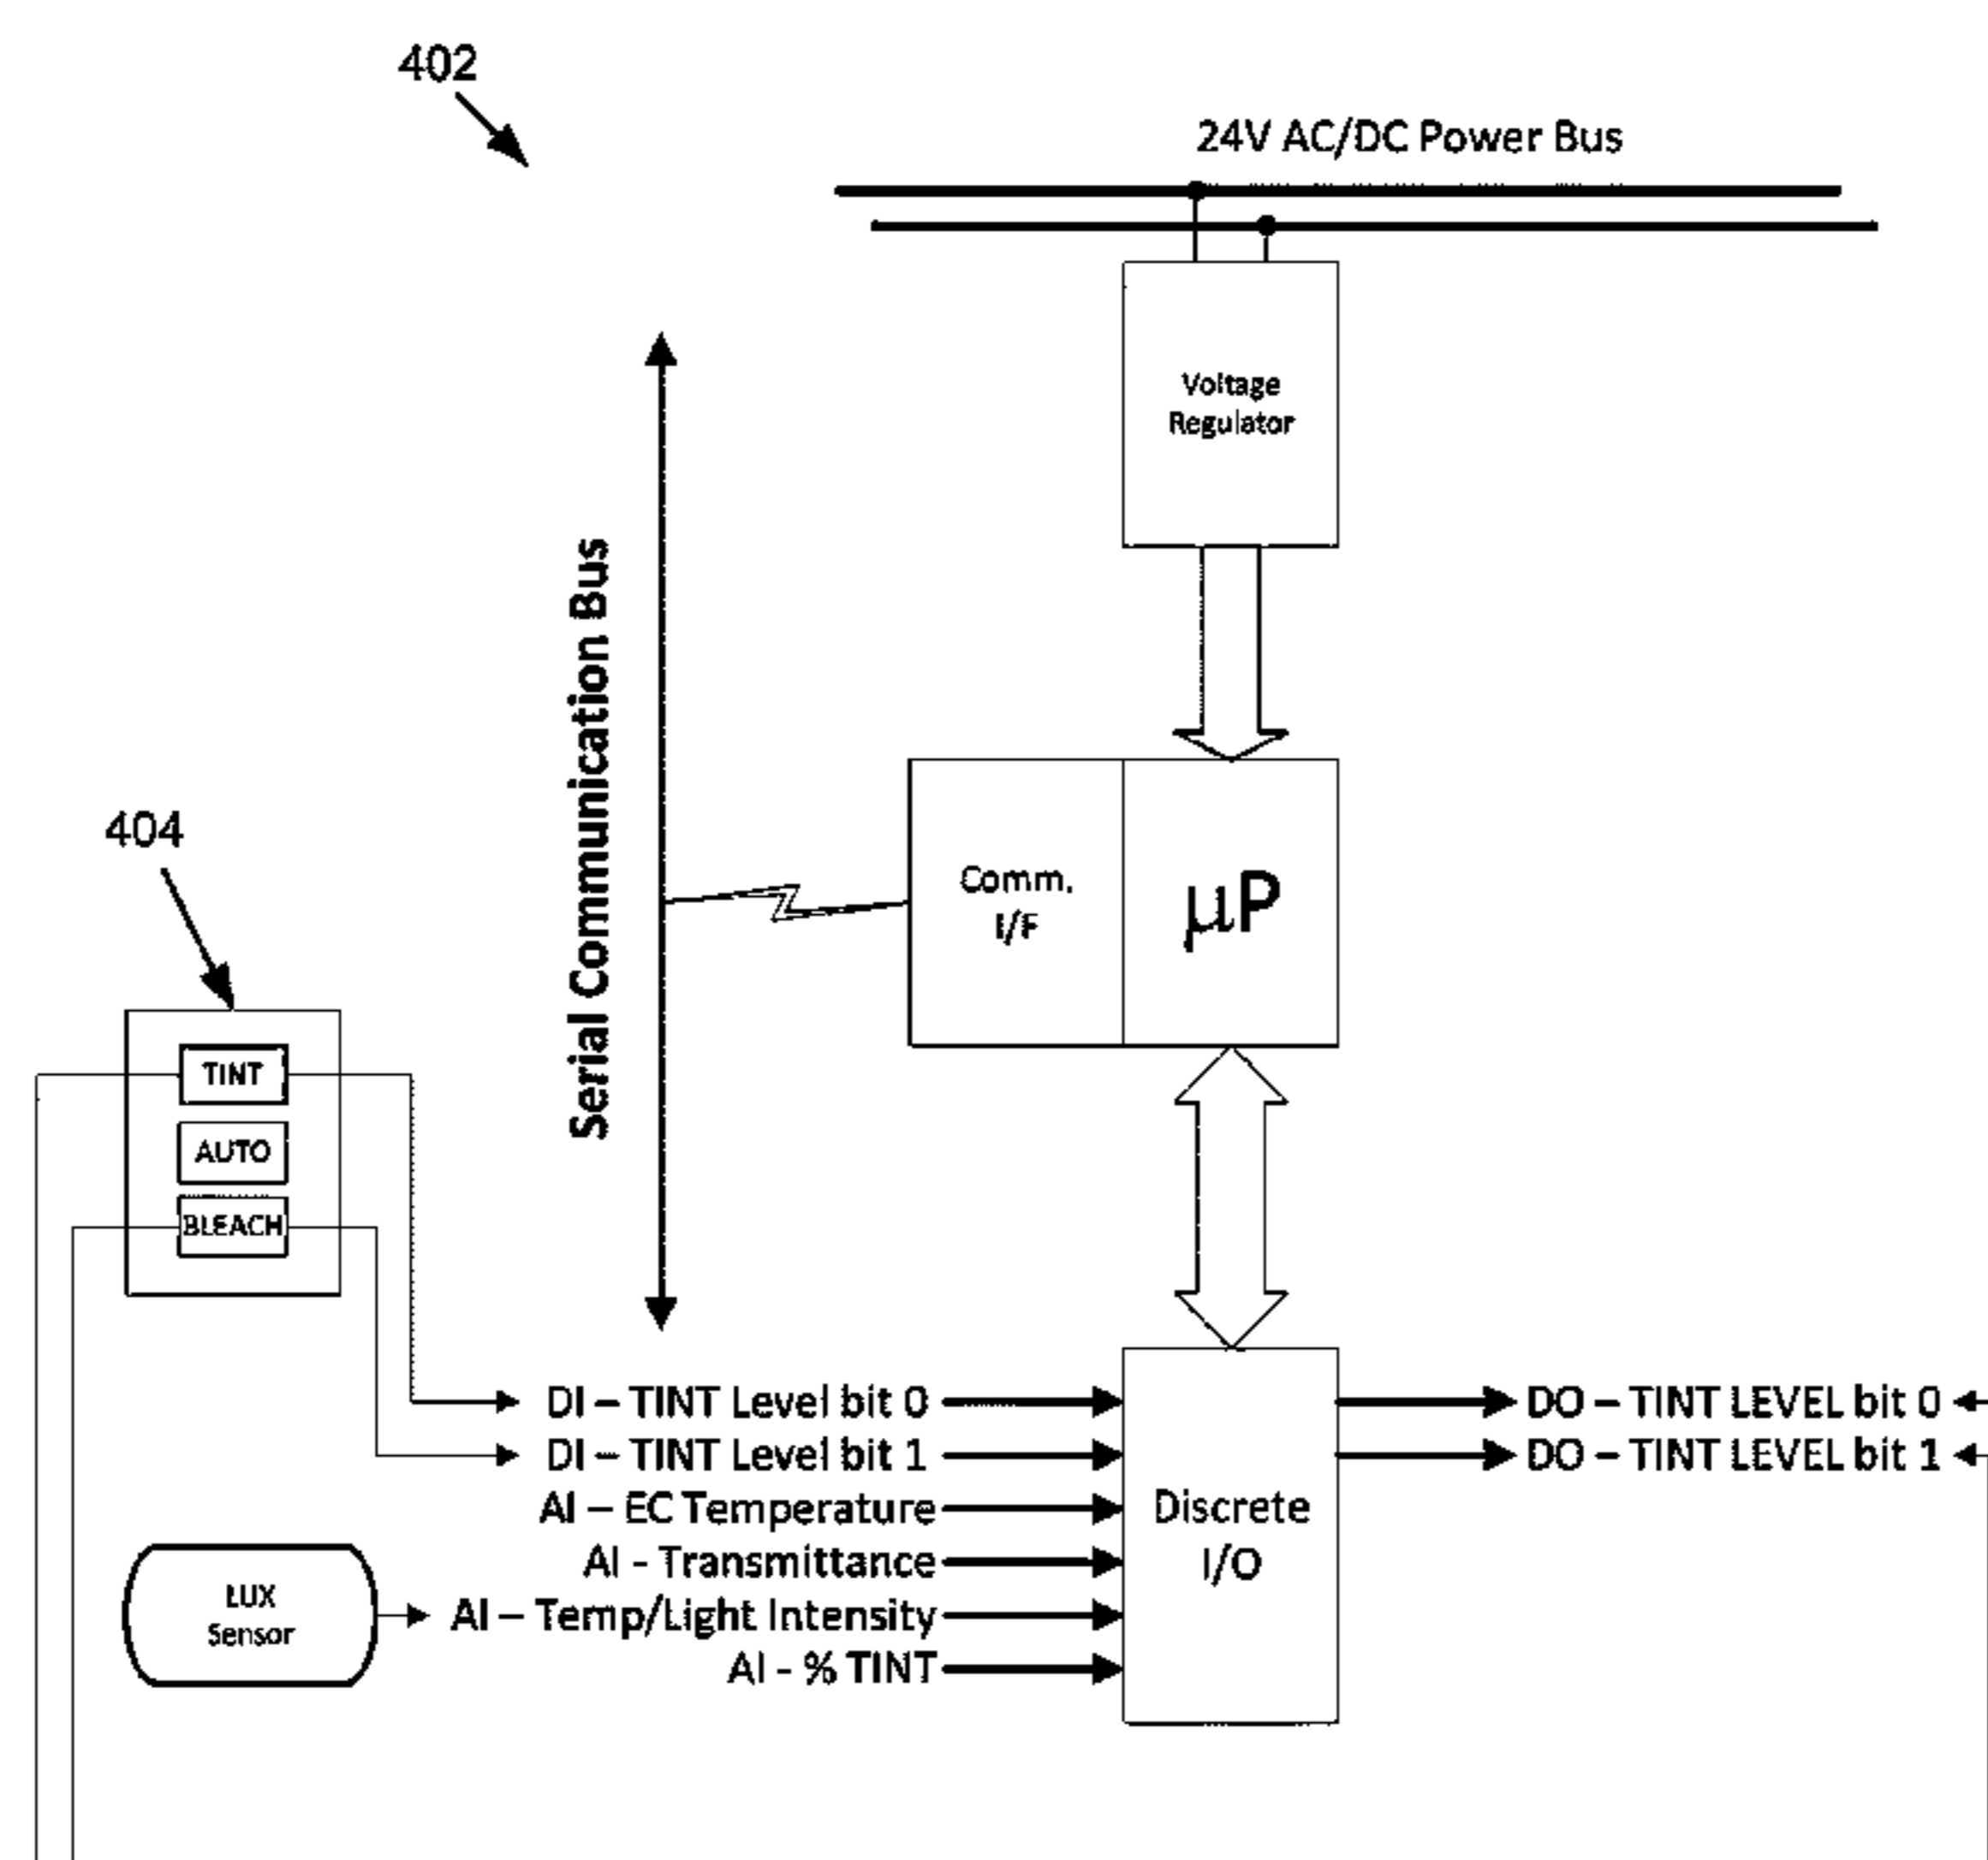 402
24V AC/DC Power Bus
Voltage
Regulator
Serial Communication Bus
Comm.
I/F
µP
404
TINT
AUTO
BLEACH
DI – TINT Level bit 0
DI – TINT Level bit 1
AI – EC Temperature
AI - Transmittance
AI – Temp/Light Intensity
AI - % TINT
LUX
Sensor
Discrete
I/O
DO – TINT LEVEL bit 0
DO – TINT LEVEL bit 1